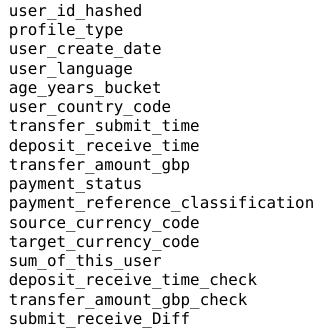 user_id_hashed
profile_type
user_create_date
user_language
age_years_bucket
user_country_code
transfer_submit_time
deposit_receive_time
transfer_amount_gbp
payment_status
payment_reference_classification
source_currency_code
target_currency_code
sum_of_this_user
deposit_receive_time_check
transfer_amount_gbp_check
submit_receive_Diff